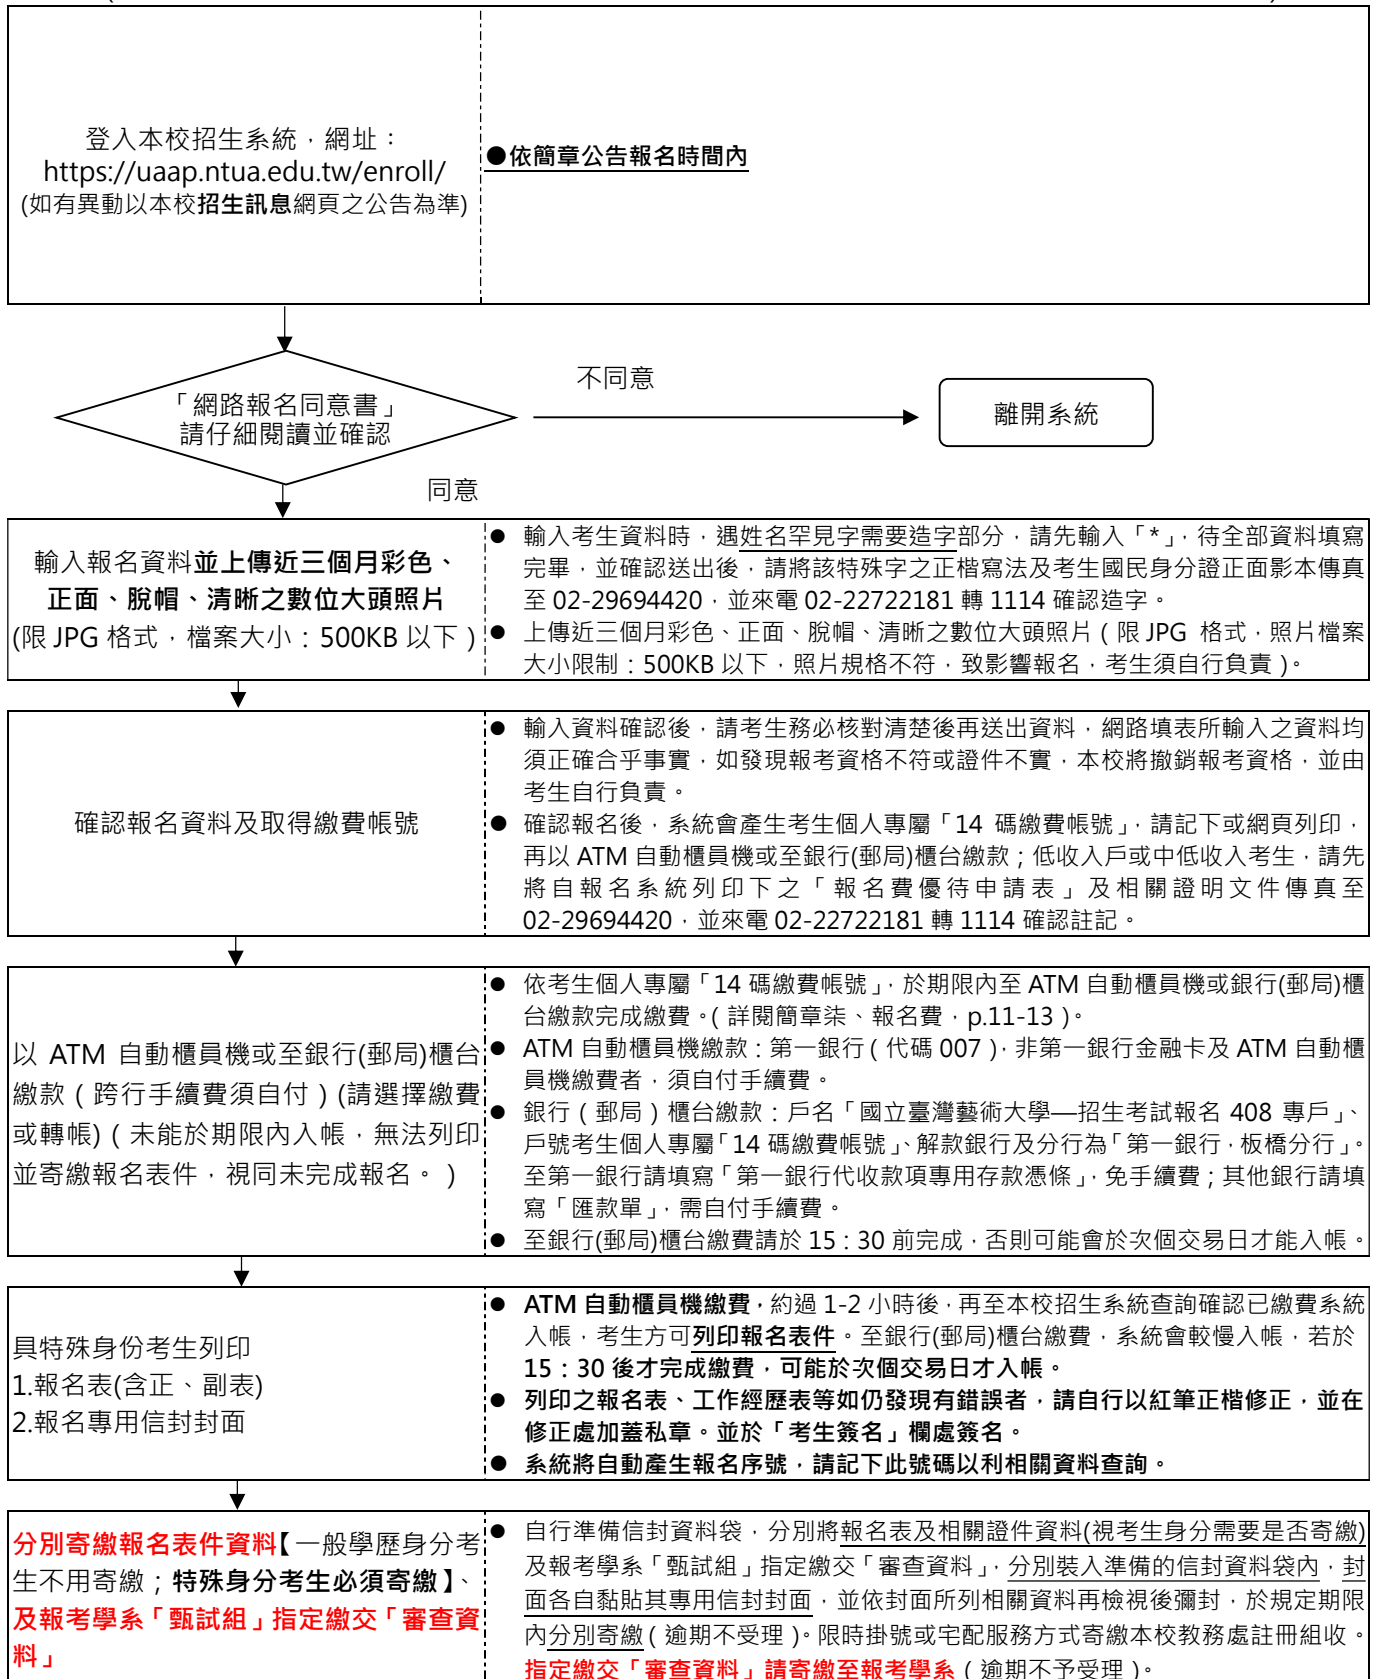 登入本校招生系統，網址：
https://uaap.ntua.edu.tw/enroll/
(如有異動以本校招生訊息網頁之公告為準)
●依簡章公告報名時間內
「網路報名同意書」
請仔細閱讀並確認
不同意
離開系統
同意
輸入報名資料並上傳近三個月彩色、
正面、脫帽、清晰之數位大頭照片
(限 JPG 格式，檔案大小：500KB 以下）
● 輸入考生資料時，遇姓名罕見字需要造字部分，請先輸入「*」，待全部資料填寫
完畢，並確認送出後，請將該特殊字之正楷寫法及考生國民身分證正面影本傳真
至 02-29694420，並來電 02-22722181 轉 1114 確認造字。
● 上傳近三個月彩色、正面、脫帽、清晰之數位大頭照片（限 JPG 格式，照片檔案
大小限制：500KB 以下，照片規格不符，致影響報名，考生須自行負責）。
確認報名資料及取得繳費帳號
● 輸入資料確認後，請考生務必核對清楚後再送出資料，網路填表所輸入之資料均
須正確合乎事實，如發現報考資格不符或證件不實，本校將撤銷報考資格，並由
考生自行負責。
● 確認報名後，系統會產生考生個人專屬「14 碼繳費帳號」，請記下或網頁列印，
再以 ATM 自動櫃員機或至銀行(郵局)櫃台繳款；低收入戶或中低收入考生，請先
將自報名系統列印下之「報名費優待申請表」及相關證明文件傳真至
02-29694420，並來電 02-22722181 轉 1114 確認註記。
以 ATM 自動櫃員機或至銀行(郵局)櫃台
繳款（跨行手續費須自付）(請選擇繳費
或轉帳)（未能於期限內入帳，無法列印
並寄繳報名表件，視同未完成報名。）
● 依考生個人專屬「14 碼繳費帳號」，於期限內至 ATM 自動櫃員機或銀行(郵局)櫃
台繳款完成繳費。（詳閱簡章柒、報名費，p.11-13）。
● ATM 自動櫃員機繳款：第一銀行（代碼 007），非第一銀行金融卡及 ATM 自動櫃
員機繳費者，須自付手續費。
● 銀行（郵局）櫃台繳款：戶名「國立臺灣藝術大學—招生考試報名 408 專戶」、
戶號考生個人專屬「14 碼繳費帳號」、解款銀行及分行為「第一銀行，板橋分行」。
至第一銀行請填寫「第一銀行代收款項專用存款憑條」，免手續費；其他銀行請填
寫「匯款單」，需自付手續費。
● 至銀行(郵局)櫃台繳費請於 15：30 前完成，否則可能會於次個交易日才能入帳。
具特殊身份考生列印
1.報名表(含正、副表)
2.報名專用信封封面
● ATM 自動櫃員機繳費，約過 1-2 小時後，再至本校招生系統查詢確認已繳費系統
入帳，考生方可列印報名表件。至銀行(郵局)櫃台繳費，系統會較慢入帳，若於
15：30 後才完成繳費，可能於次個交易日才入帳。
● 列印之報名表、工作經歷表等如仍發現有錯誤者，請自行以紅筆正楷修正，並在
修正處加蓋私章。並於「考生簽名」欄處簽名。
● 系統將自動產生報名序號，請記下此號碼以利相關資料查詢。
分別寄繳報名表件資料【一般學歷身分考
生不用寄繳；特殊身分考生必須寄繳】、
及報考學系「甄試組」指定繳交「審查資
料」
● 自行準備信封資料袋，分別將報名表及相關證件資料(視考生身分需要是否寄繳)
及報考學系「甄試組」指定繳交「審查資料」，分別裝入準備的信封資料袋內，封
面各自黏貼其專用信封封面，並依封面所列相關資料再檢視後彌封，於規定期限
內分別寄繳（逾期不受理）。限時掛號或宅配服務方式寄繳本校教務處註冊組收。
指定繳交「審查資料」請寄繳至報考學系（逾期不予受理）。